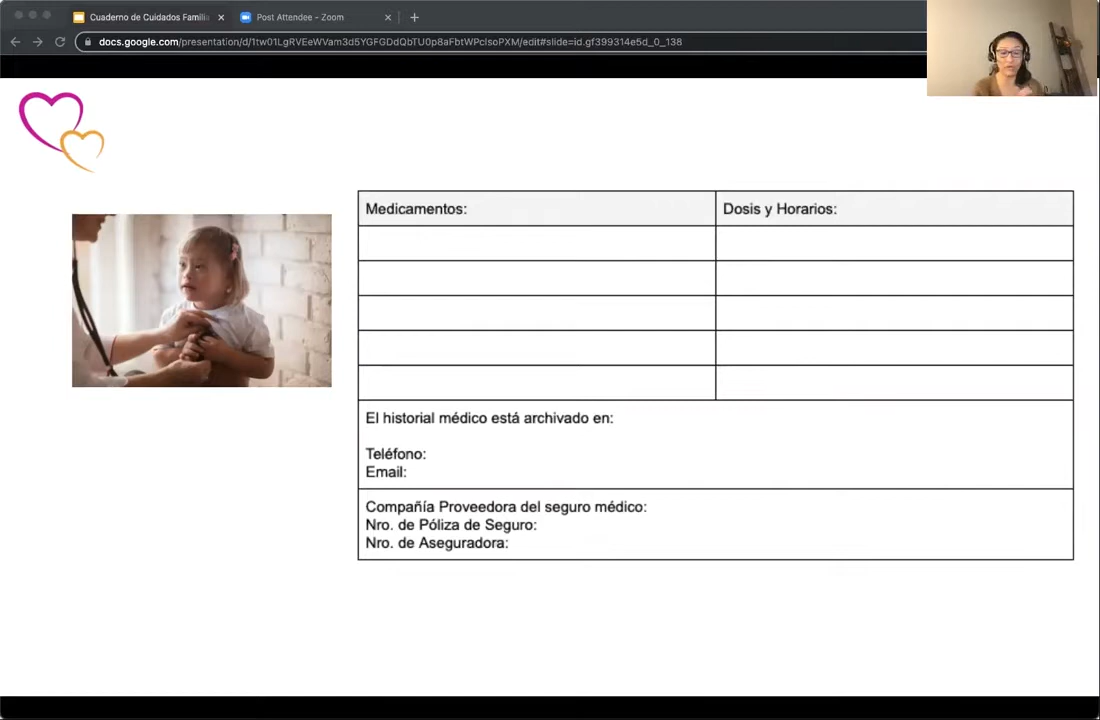 Cuaderno de Cuidados Famili
Post Attendee - Zoom
docs.google.com/presentation/d/1tw01LgRVEeWVam3d5YGFGDdQbTU0p8aFbtWPclsoPXM/edit#slide=id.gf399314e5d_0_138
Medicamentos:
Dosis y Horarios:
El historial médico está archivado en:
Teléfono:
Email:
Compañía Proveedora del seguro médico:
Nro. de Póliza de Seguro:
Nro. de Aseguradora: